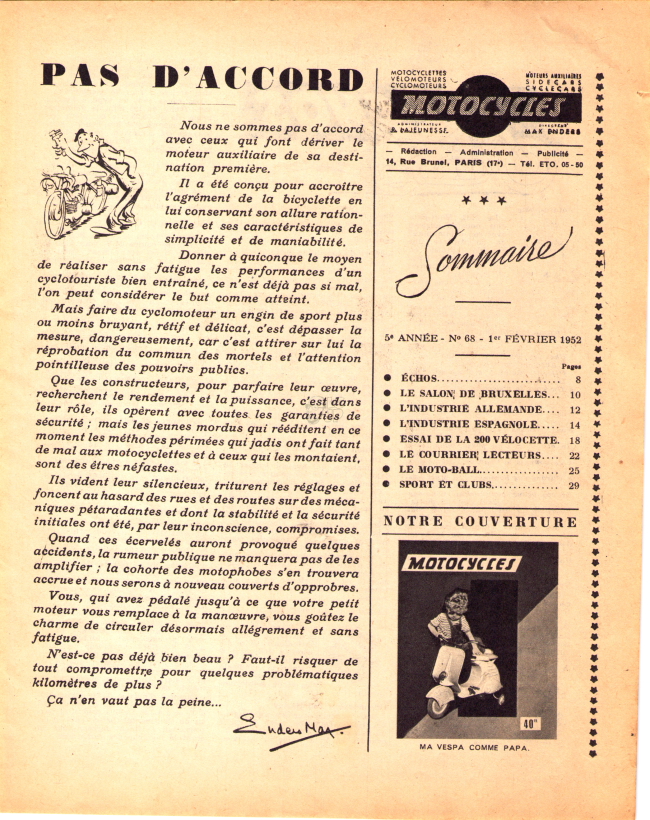 PAS D'ACCORD
Nous ne sommes pas d'accord
avec ceux qui font dériver le
moteur auxiliaire de sa desti-
nation première.
Il a été conçu pour accroître
l'agrément de la bicyclette en
lui conservant son allure ration-
nelle et ses caractéristiques de
simplicité et de maniabilité.
Donner à quiconque le moyen
de réaliser sans fatigue les performances d'un
cyclotouriste bien entraîné, ce n'est déjà pas si mal,
l'on peut considérer le but comme atteint.
Mais faire du cyclomoteur un engin de sport plus
ou moins bruyant, rétif et délicat, c'est dépasser la
mesure, dangereusement, car c'est attirer sur lui la
réprobation du commun des mortels et l'attention
pointilleuse des pouvoirs publics.
Que les constructeurs, pour parfaire leur œuvre,
recherchent le rendement et la puissance, c'est dans
leur rôle, ils opèrent avec toutes les garanties de
sécurité ; mais les jeunes mordus qui rééditent en ce
moment les méthodes périmées qui jadis ont fait tant
de mal aux motocyclettes et à ceux qui les montaient,
sont des êtres néfastes.
Ils vident leur silencieux, triturent les réglages et
foncent au hasard des rues et des routes sur des méca-
niques pétaradantes et dont la stabilité et la sécurité
initiales ont été, par leur inconscience, compromises.
Quand ces écervelés auront provoqué quelques
accidents, la rumeur publique ne manquera pas de les
amplifier ; la cohorte des motophobes s'en trouvera
accrue et nous serons à nouveau couverts d'opprobres.
Vous, qui avez pédalé jusqu'à ce que votre petit
moteur vous remplace à la manœuvre, vous goûtez le
charme de circuler désormais allégrement et sans
fatigue.
N'est-ce pas déjà bien beau ? Faut-il risquer de
tout compromettre pour quelques problématiques
kilomètres de plus ?
Ça n'en vaut pas la peine...
Enders Max.
MOTOCYCLETTES
VÉLOMOTEURS
CYCLOMOTEURS
MOTEURS AUXILIAIRES
SIDECARS
CYCLECARS
MOTOCYCLES
ADMINISTRATEUR
R. LAJEUNESSE.
DIRECTEUR
MAX ENDERS
— Rédaction — Administration — Publicité —
14, Rue Brunel, PARIS (17e) — Tél. ETO. 05-50
Sommaire
5e ANNÉE - No 68 - 1er FÉVRIER 1952
Pages
● ÉCHOS............................ 8
● LE SALON DE BRUXELLES... 10
● L'INDUSTRIE ALLEMANDE.... 12
● L'INDUSTRIE ESPAGNOLE.... 14
ESSAI DE LA 200 VÉLOCETTE. 18
● LE COURRIER LECTEURS.... 22
● LE MOTO-BALL................ 25
● SPORT ET CLUBS.............. 29
NOTRE COUVERTURE
MOTOCYCLES
40"
MA VESPA COMME PAPA.